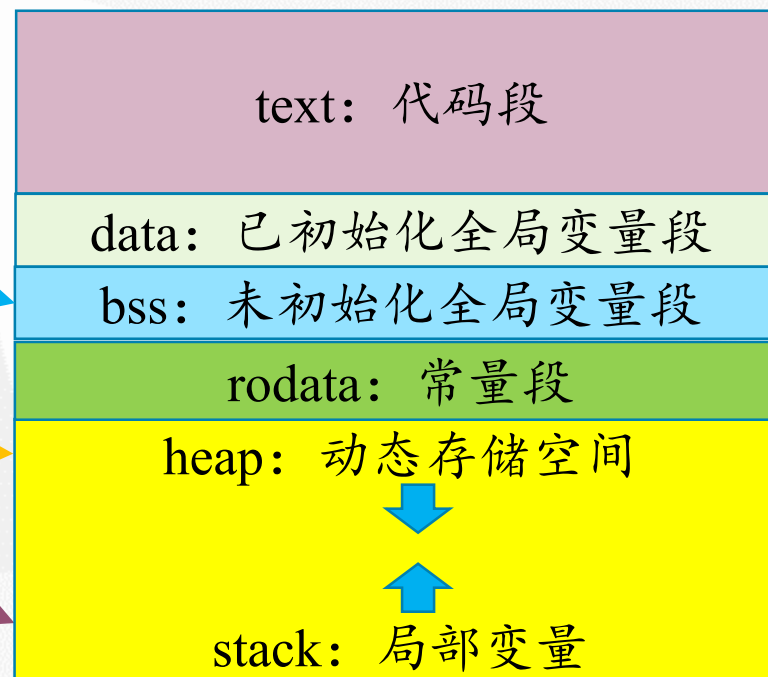 text：代码段
data：已初始化全局变量段
bss：未初始化全局变量段
rodata：常量段
heap：动态存储空间
stack：局部变量